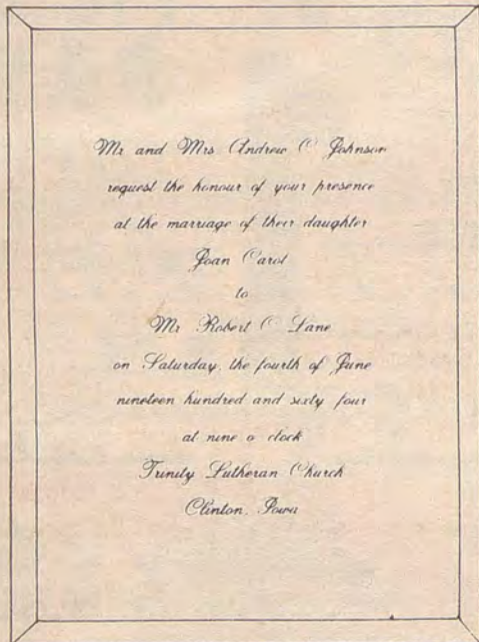 Mr and Mrs Andrew C Johnson
request the honour of your presence
at the marriage of their daughter
Joan Carol
to
Mr Robert C Lane
on Saturday, the fourth of June
nineteen hundred and sixty four
at nine o clock
Trinity Lutheran Church
Clinton, Iowa